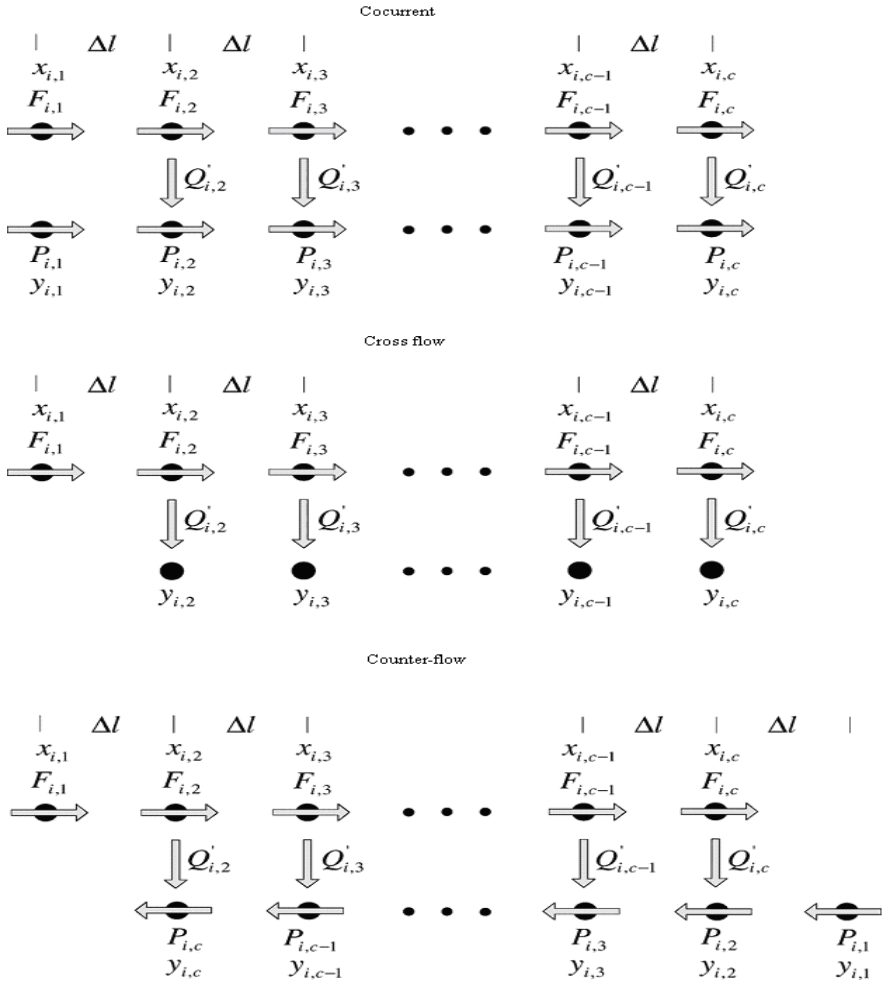 Cocurrent
| Δl | Δl | | Δl |
x_{i,1} x_{i,2} x_{i,3} x_{i,c−1} x_{i,c}
F_{i,1} F_{i,2} F_{i,3} F_{i,c−1} F_{i,c}
Q'_{i,2} Q'_{i,3} Q'_{i,c−1} Q'_{i,c}
P_{i,1} P_{i,2} P_{i,3} P_{i,c−1} P_{i,c}
y_{i,1} y_{i,2} y_{i,3} y_{i,c−1} y_{i,c}
Cross flow
| Δl | Δl | | Δl |
x_{i,1} x_{i,2} x_{i,3} x_{i,c−1} x_{i,c}
F_{i,1} F_{i,2} F_{i,3} F_{i,c−1} F_{i,c}
Q'_{i,2} Q'_{i,3} Q'_{i,c−1} Q'_{i,c}
y_{i,2} y_{i,3} y_{i,c−1} y_{i,c}
Counter-flow
| Δl | Δl | | Δl | Δl |
x_{i,1} x_{i,2} x_{i,3} x_{i,c−1} x_{i,c}
F_{i,1} F_{i,2} F_{i,3} F_{i,c−1} F_{i,c}
Q'_{i,2} Q'_{i,3} Q'_{i,c−1} Q'_{i,c}
P_{i,c} P_{i,c−1} P_{i,3} P_{i,2} P_{i,1}
y_{i,c} y_{i,c−1} y_{i,3} y_{i,2} y_{i,1}